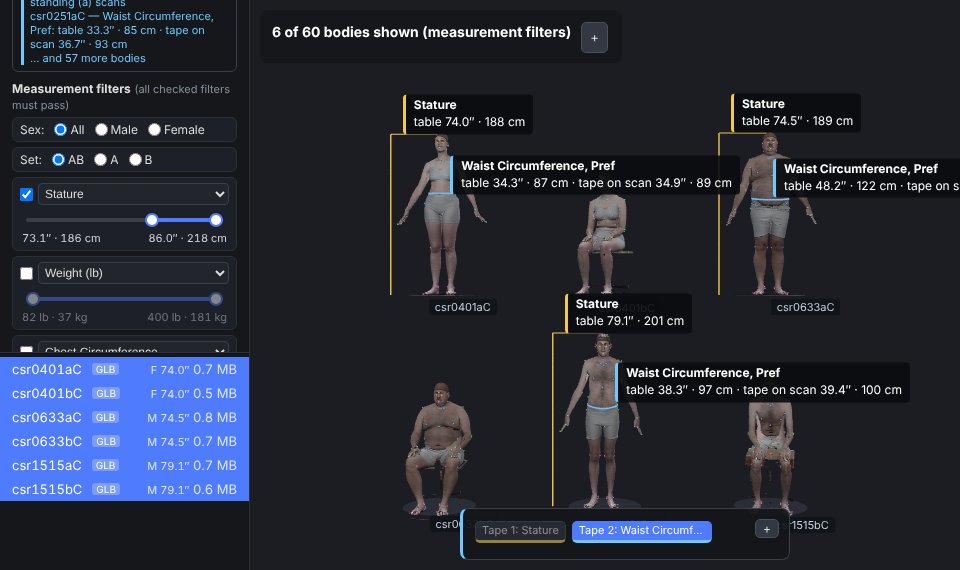 standing (a) scans
csr0251aC — Waist Circumference,
Pref: table 33.3″ · 85 cm · tape on
scan 36.7″ · 93 cm
... and 57 more bodies
Measurement filters (all checked filters
must pass)
Sex: All Male Female
Set: AB A B
Stature
73.1″ · 186 cm 86.0″ · 218 cm
Weight (lb)
82 lb · 37 kg 400 lb · 181 kg
Chest Circumference
csr0401aC GLB F 74.0″ 0.7 MB
csr0401bC GLB F 74.0″ 0.5 MB
csr0633aC GLB M 74.5″ 0.8 MB
csr0633bC GLB M 74.5″ 0.7 MB
csr1515aC GLB M 79.1″ 0.7 MB
csr1515bC GLB M 79.1″ 0.6 MB
6 of 60 bodies shown (measurement filters) +
Stature
table 74.0″ · 188 cm
Waist Circumference, Pref
table 34.3″ · 87 cm · tape on scan 34.9″ · 89 cm
Stature
table 74.5″ · 189 cm
Waist Circumference, Pref
table 48.2″ · 122 cm · tape on s
csr0401aC
csr0633aC
Stature
table 79.1″ · 201 cm
Waist Circumference, Pref
table 38.3″ · 97 cm · tape on scan 39.4″ · 100 cm
1515bC
Tape 1: Stature Tape 2: Waist Circumf... +